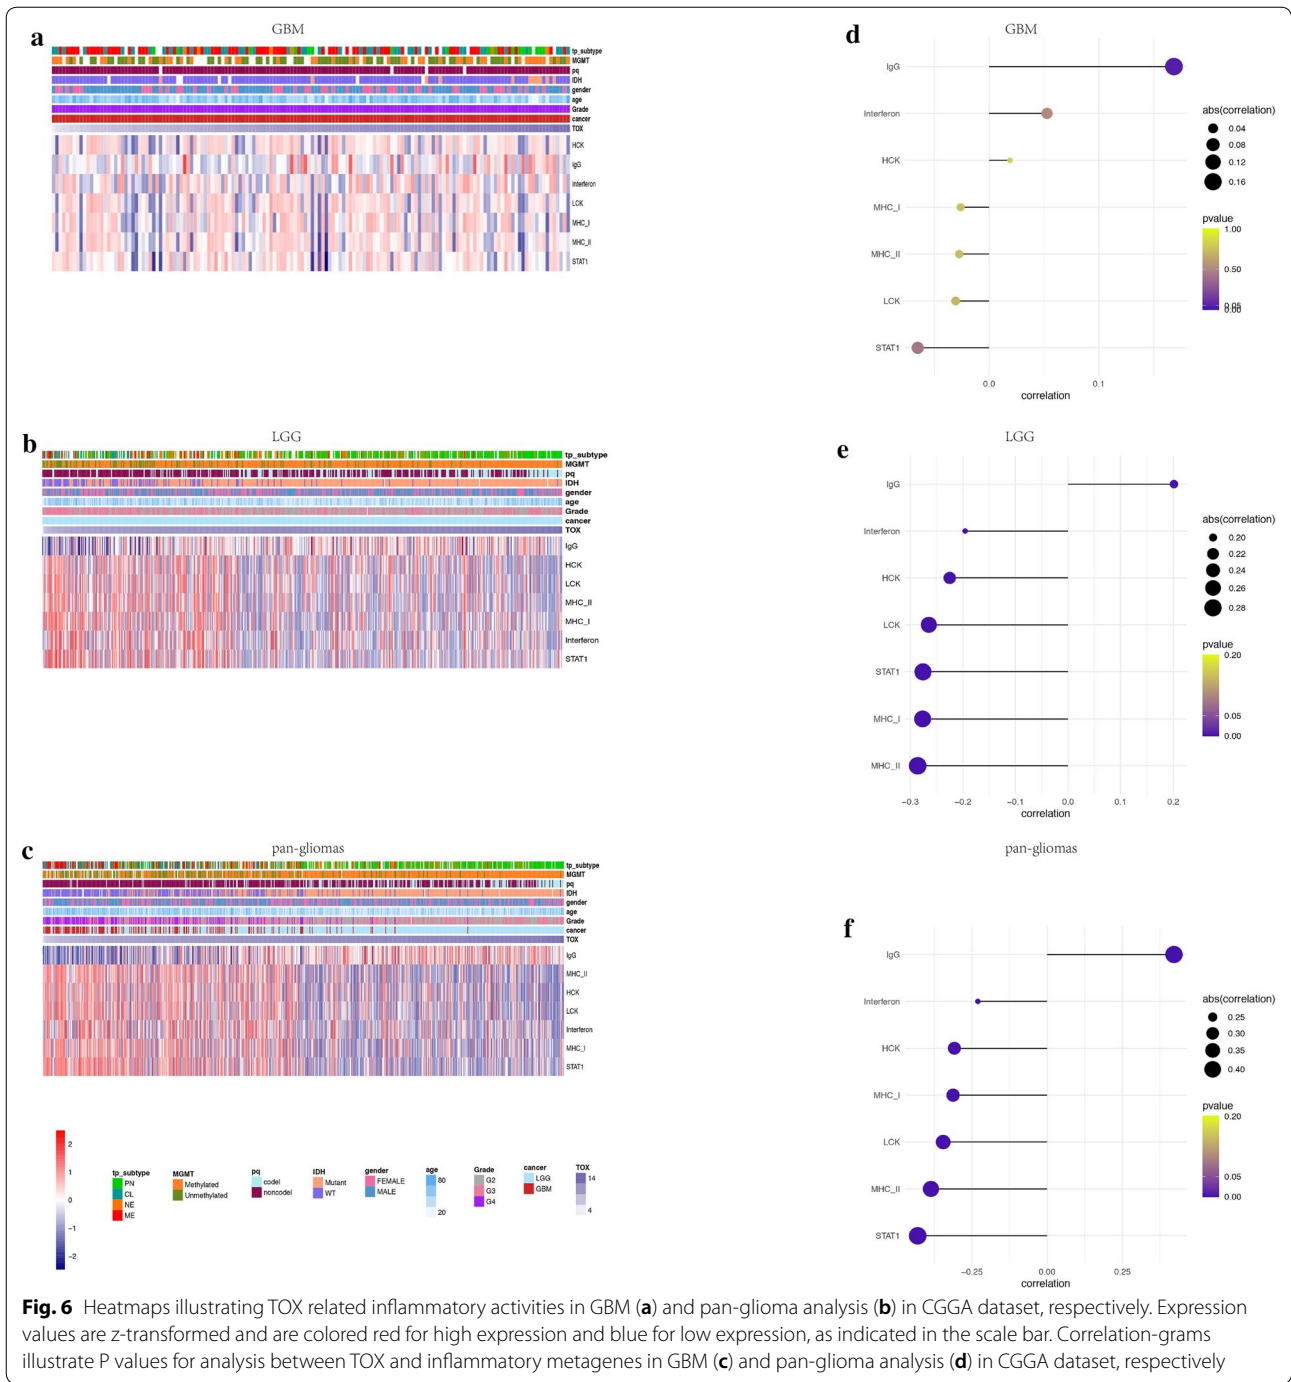 a
GBM
tp_subtype
MGMT
pq
IDH
gender
age
Grade
cancer
TOX
HCK
IgG
Interferon
LCK
MHC_I
MHC_II
STAT1
d
GBM
IgG
Interferon
HCK
MHC_I
MHC_II
LCK
STAT1
0.0 0.1
correlation
abs(correlation)
0.04
0.08
0.12
0.16
pvalue
1.00
0.50
0.05
0.00
b
LGG
tp_subtype
MGMT
pq
IDH
gender
age
Grade
cancer
TOX
IgG
HCK
LCK
MHC_II
MHC_I
Interferon
STAT1
e
LGG
IgG
Interferon
HCK
LCK
STAT1
MHC_I
MHC_II
−0.3 −0.2 −0.1 0.0 0.1 0.2
correlation
abs(correlation)
0.20
0.22
0.24
0.26
0.28
pvalue
0.20
0.05
0.00
c
pan-gliomas
tp_subtype
MGMT
pq
IDH
gender
age
Grade
cancer
TOX
IgG
MHC_II
HCK
LCK
Interferon
MHC_I
STAT1
2
1
0
−1
−2
tp_subtype
PN
CL
NE
ME
MGMT
Methylated
Unmethylated
pq
codel
noncodel
IDH
Mutant
WT
gender
FEMALE
MALE
age
80
20
Grade
G2
G3
G4
cancer
LGG
GBM
TOX
14
4
pan-gliomas
f
IgG
Interferon
HCK
MHC_I
LCK
MHC_II
STAT1
−0.25 0.00 0.25
correlation
abs(correlation)
0.25
0.30
0.35
0.40
pvalue
0.20
0.05
0.00
Fig. 6 Heatmaps illustrating TOX related inflammatory activities in GBM (a) and pan-glioma analysis (b) in CGGA dataset, respectively. Expression
values are z-transformed and are colored red for high expression and blue for low expression, as indicated in the scale bar. Correlation-grams
illustrate P values for analysis between TOX and inflammatory metagenes in GBM (c) and pan-glioma analysis (d) in CGGA dataset, respectively